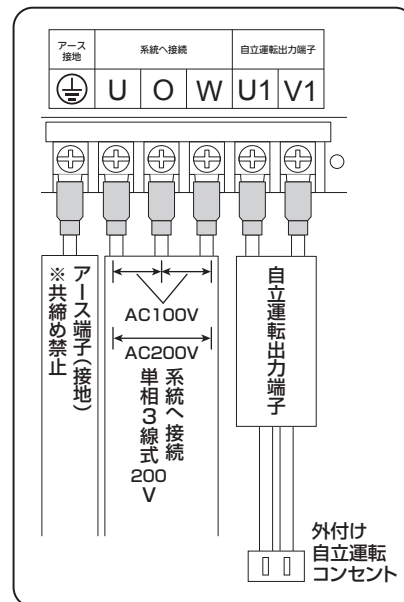 アース
接地
系統へ接続
自立運転出力端子
U
O
W
U1
V1
アース端子(接地)
※共締め禁止
AC100V
AC200V
系統へ接続
単相3線式200V
自立運転出力端子
外付け
自立運転
コンセント